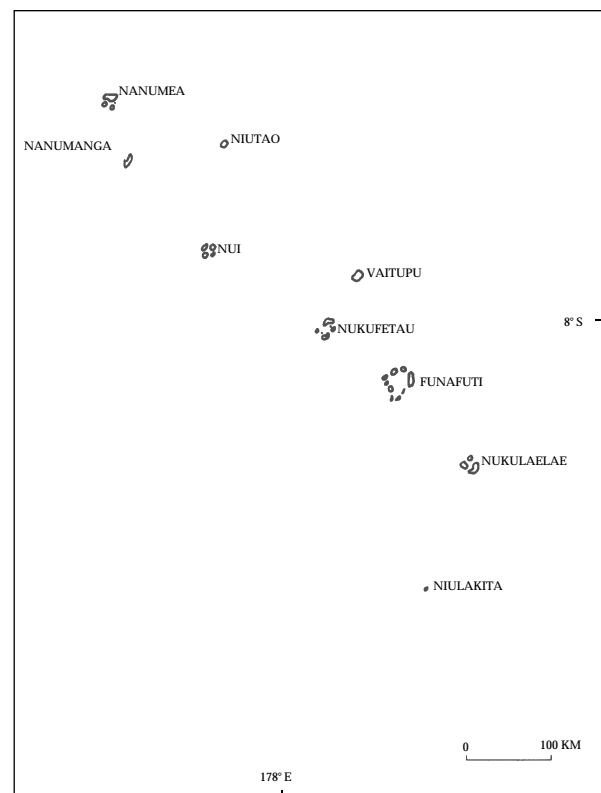 NANUMEA
NIUTAO
NANUMANGA
NUI
VAITUPU
8° S
NUKUFETAU
FUNAFUTI
NUKULAELAE
NIULAKITA
0 100 KM
178° E